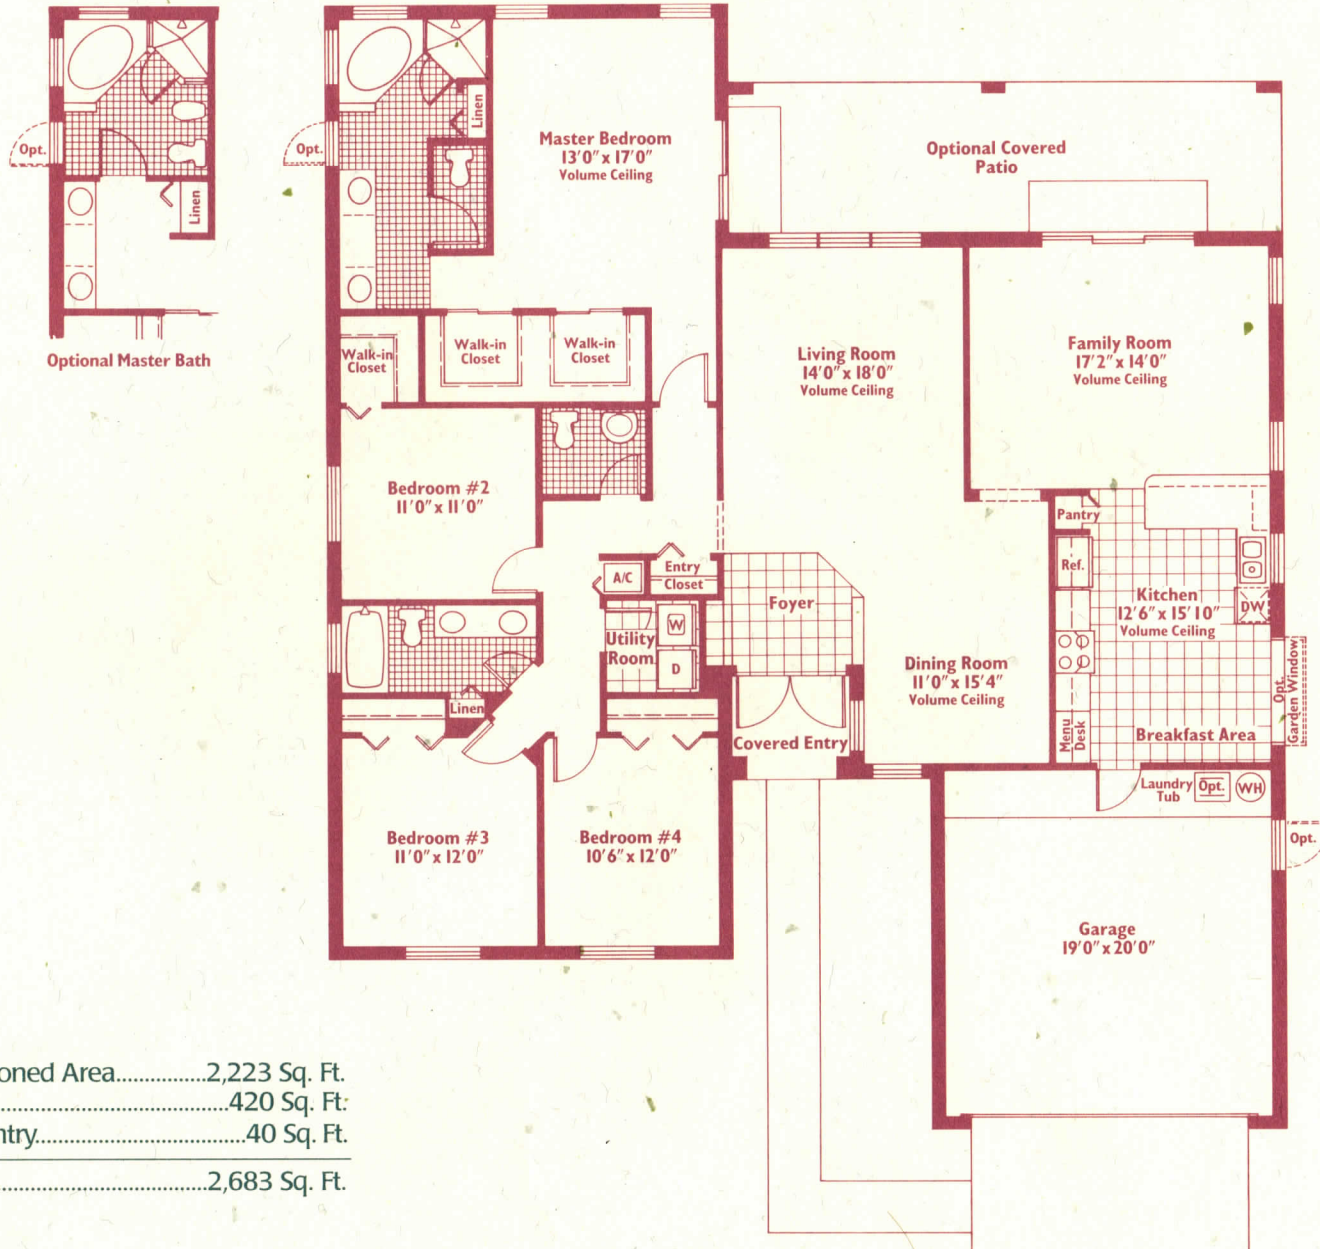 Opt.
Linen
Optional Master Bath
Opt.
Linen
Master Bedroom
13'0" x 17'0"
Volume Ceiling
Optional Covered
Patio
Walk-in
Closet
Walk-in
Closet
Walk-in
Closet
Living Room
14'0" x 18'0"
Volume Ceiling
Family Room
17'2" x 14'0"
Volume Ceiling
Bedroom #2
11'0" x 11'0"
Pantry
Ref.
A/C
Entry
Closet
Foyer
Kitchen
12'6" x 15'10"
Volume Ceiling
DW
Utility
Room
W
D
Dining Room
11'0" x 15'4"
Volume Ceiling
Opt.
Garden Window
Linen
Covered Entry
Menu
Desk
Breakfast Area
Laundry
Tub
Opt.
WH
Bedroom #3
11'0" x 12'0"
Bedroom #4
10'6" x 12'0"
Opt.
Garage
19'0" x 20'0"
oned Area...............2,223 Sq. Ft.
.......................................420 Sq. Ft.
ntry...................................40 Sq. Ft.
...................................2,683 Sq. Ft.